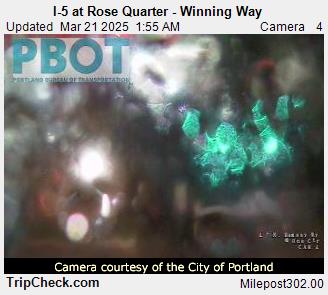 I-5 at Rose Quarter - Winning Way
Updated Mar 21 2025 1:55 AM Camera 4
PBOT
PORTLAND BUREAU OF TRANSPORTATION
Camera courtesy of the City of Portland
TripCheck.com Milepost302.00